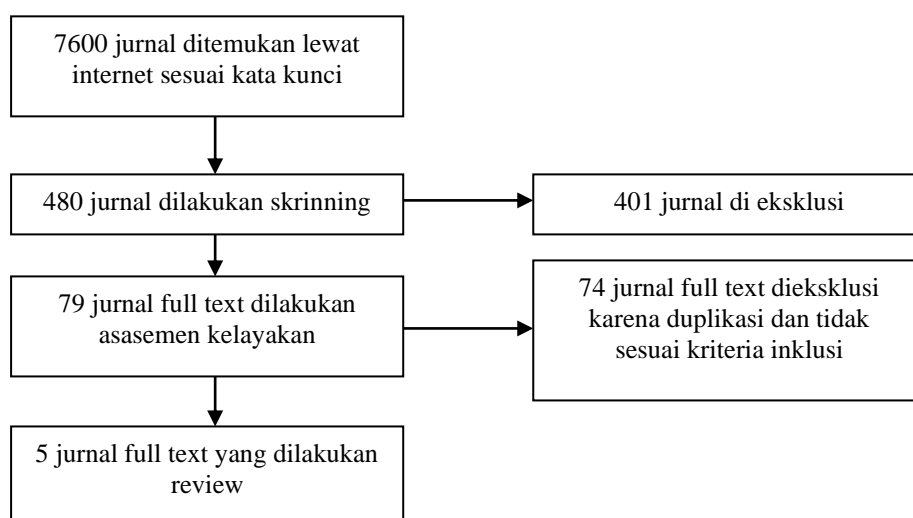 7600 jurnal ditemukan lewat
internet sesuai kata kunci
480 jurnal dilakukan skrinning
401 jurnal di eksklusi
79 jurnal full text dilakukan
asasemen kelayakan
74 jurnal full text dieksklusi
karena duplikasi dan tidak
sesuai kriteria inklusi
5 jurnal full text yang dilakukan
review